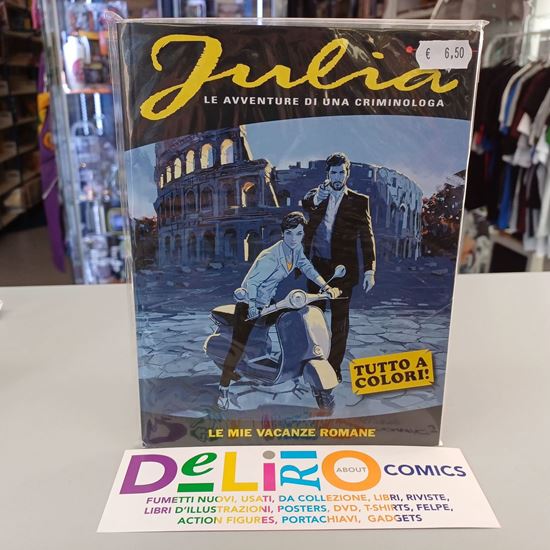 € 6,50
Julia
LE AVVENTURE DI UNA CRIMINOLOGA
TUTTO A
COLORI!
LE MIE VACANZE ROMANE
DeLiRiO ABOUT COMICS
FUMETTI NUOVI, USATI, DA COLLEZIONE, LIBRI, RIVISTE,
LIBRI D'ILLUSTRAZIONI, POSTERS, DVD, T-SHIRTS, FELPE,
ACTION FIGURES, PORTACHIAVI, GADGETS